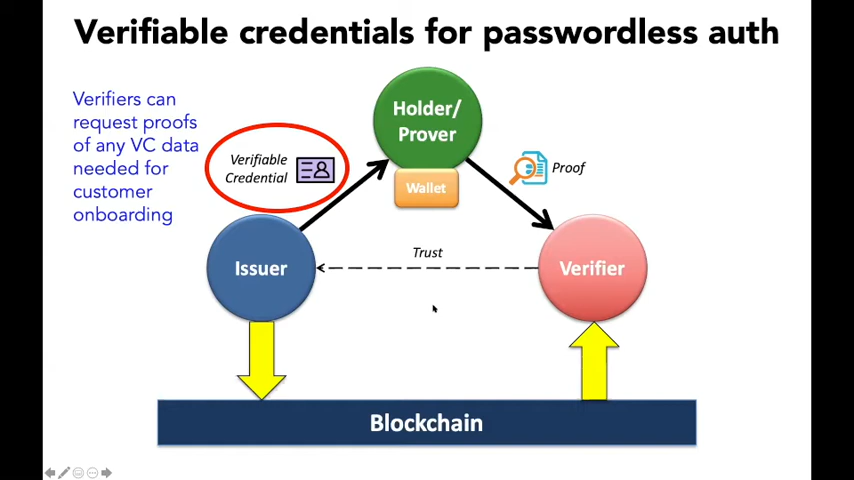 Verifiable credentials for passwordless auth
Verifiers can
request proofs
of any VC data
needed for
customer
onboarding
Holder/
Prover
Verifiable
Credential
Wallet
Proof
Issuer
Trust
Verifier
Blockchain